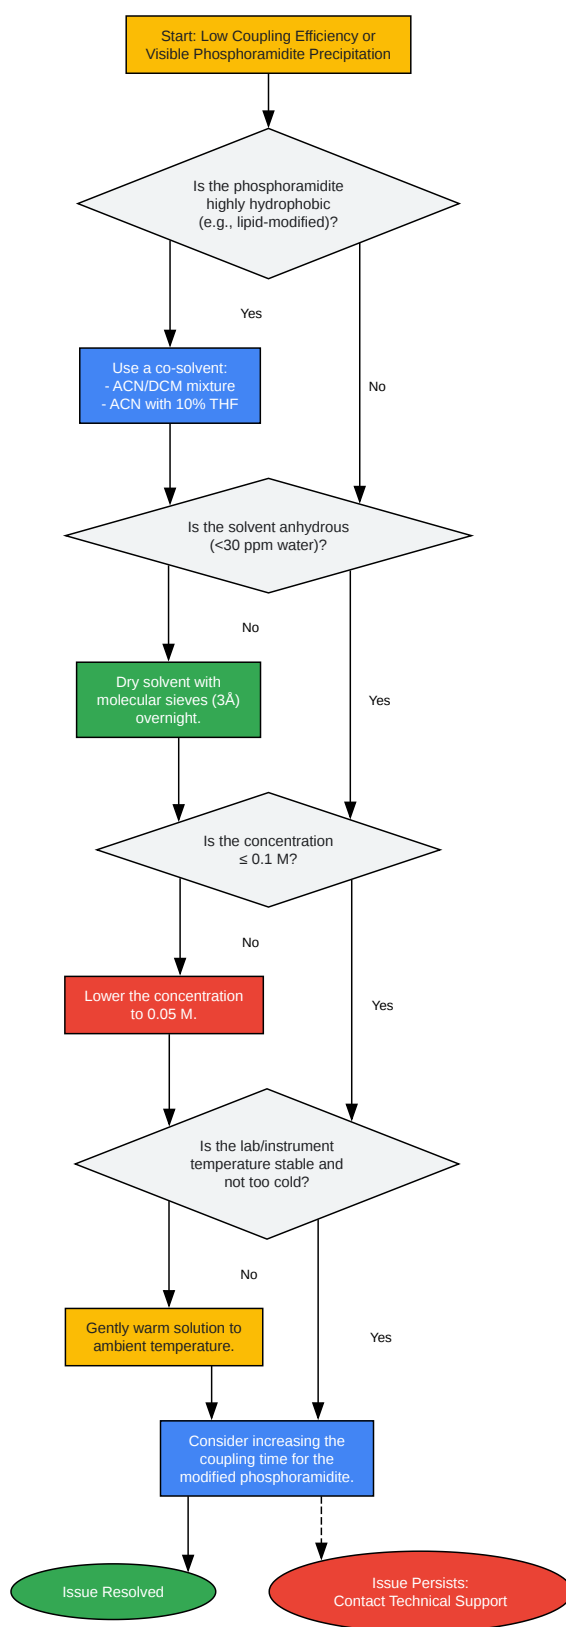 Start: Low Coupling Efficiency or
Visible Phosphoramidite Precipitation
Is the phosphoramidite
highly hydrophobic
(e.g., lipid-modified)?
Yes
Use a co-solvent:
- ACN/DCM mixture
- ACN with 10% THF
No
Is the solvent anhydrous
(<30 ppm water)?
No
Dry solvent with
molecular sieves (3Å)
overnight.
Yes
Is the concentration
≤ 0.1 M?
No
Lower the concentration
to 0.05 M.
Yes
Is the lab/instrument
temperature stable and
not too cold?
No
Gently warm solution to
ambient temperature.
Yes
Consider increasing the
coupling time for the
modified phosphoramidite.
Issue Resolved
Issue Persists:
Contact Technical Support